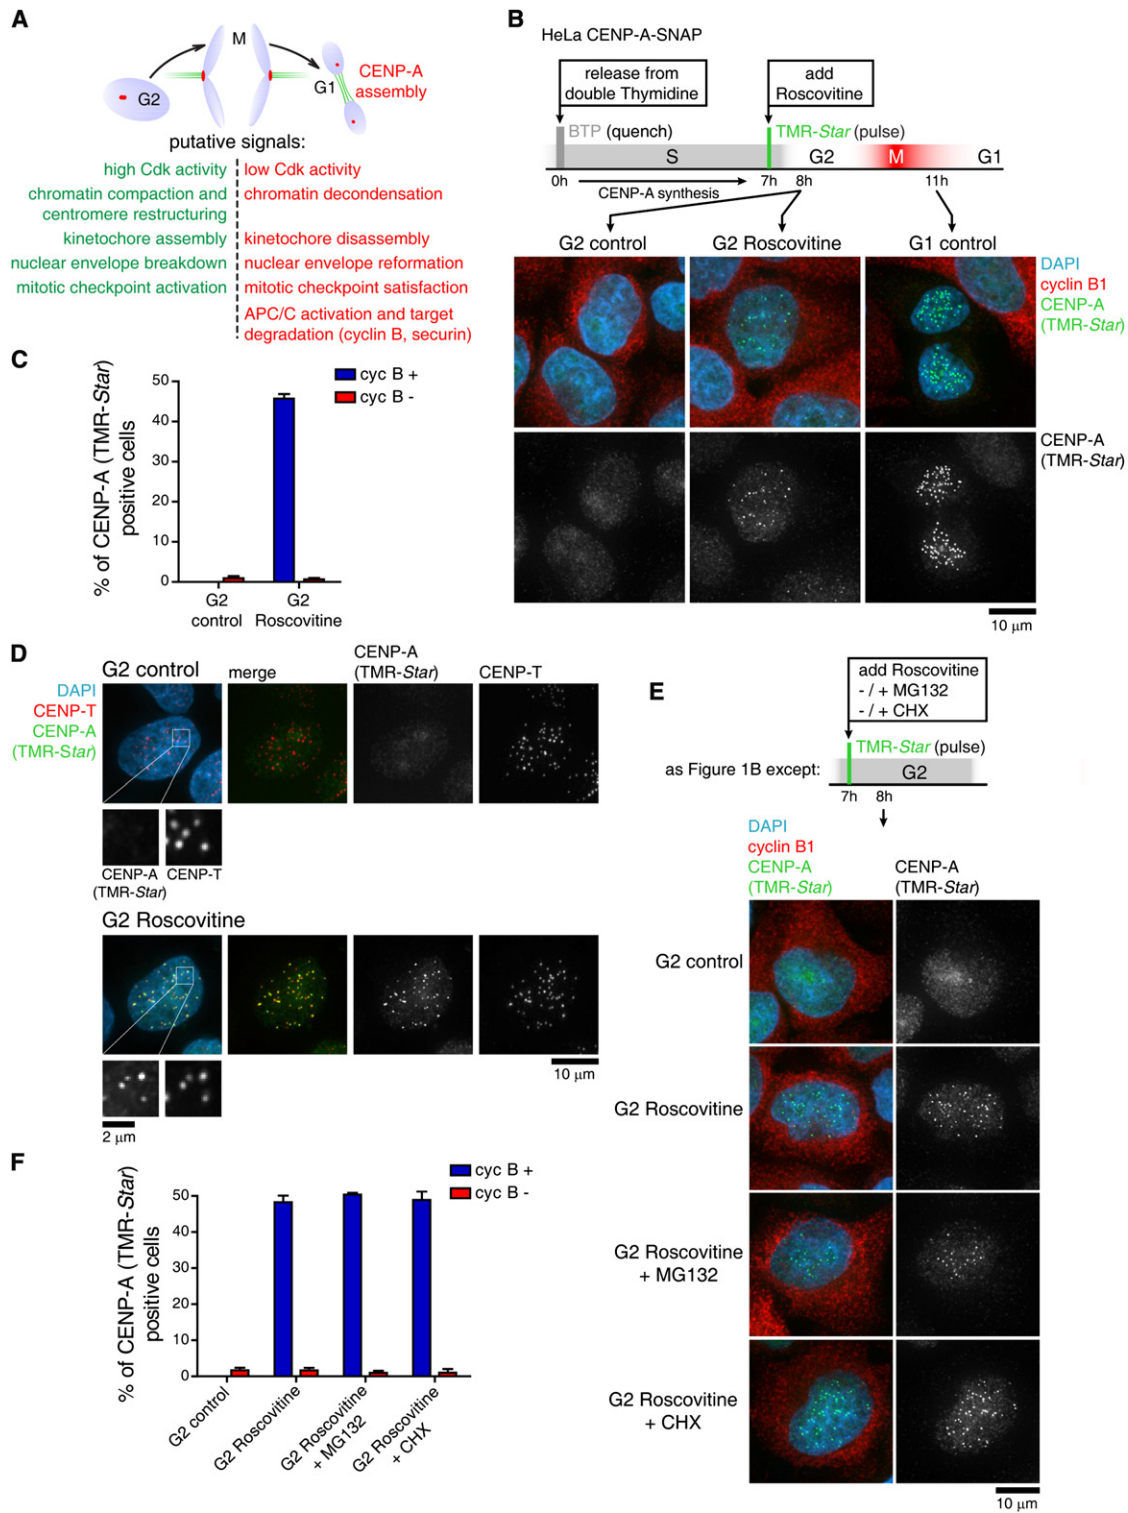 A
M
G2
G1
CENP-A
assembly
putative signals:
high Cdk activity
low Cdk activity
chromatin compaction and
centromere restructuring
chromatin decondensation
kinetochore assembly
kinetochore disassembly
nuclear envelope breakdown
nuclear envelope reformation
mitotic checkpoint activation
mitotic checkpoint satisfaction
APC/C activation and target
degradation (cyclin B, securin)
B
HeLa CENP-A-SNAP
release from
double Thymidine
add
Roscovitine
BTP (quench)
TMR-Star (pulse)
S
G2
M
G1
0h
CENP-A synthesis
7h
8h
11h
G2 control
G2 Roscovitine
G1 control
DAPI
cyclin B1
CENP-A
(TMR-Star)
CENP-A
(TMR-Star)
10 μm
C
% of CENP-A (TMR-Star)
positive cells
50
40
30
20
10
0
cyc B +
cyc B -
G2
control
G2
Roscovitine
D
G2 control
merge
CENP-A
(TMR-Star)
CENP-T
DAPI
CENP-T
CENP-A
(TMR-Star)
CENP-A
(TMR-Star)
CENP-T
G2 Roscovitine
10 μm
2 μm
E
add Roscovitine
- / + MG132
- / + CHX
TMR-Star (pulse)
as Figure 1B except:
G2
7h
8h
DAPI
cyclin B1
CENP-A
(TMR-Star)
CENP-A
(TMR-Star)
G2 control
G2 Roscovitine
G2 Roscovitine
+ MG132
G2 Roscovitine
+ CHX
10 μm
F
% of CENP-A (TMR-Star)
positive cells
50
40
30
20
10
0
cyc B +
cyc B -
G2 control
G2 Roscovitine
G2 Roscovitine
+ MG132
G2 Roscovitine
+ CHX